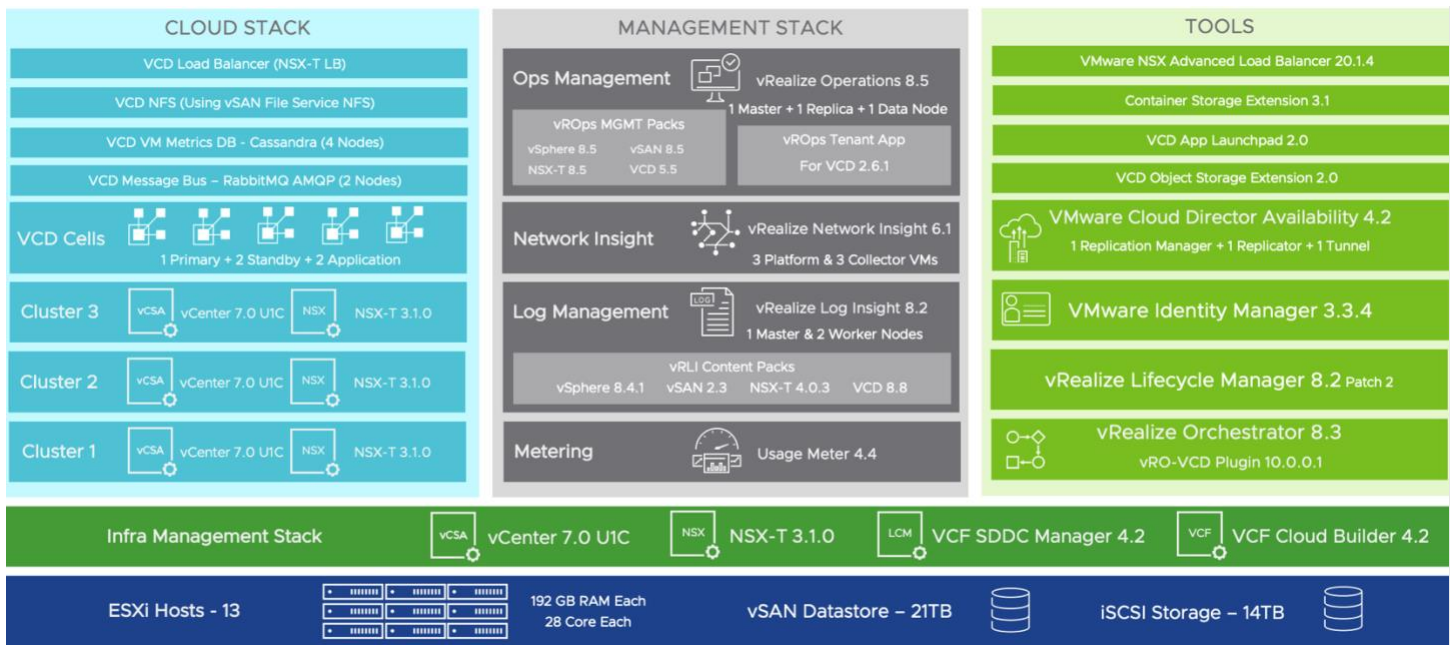 CLOUD STACK
VCD Load Balancer (NSX-T LB)
VCD NFS (Using vSAN File Service NFS)
VCD VM Metrics DB - Cassandra (4 Nodes)
VCD Message Bus – RabbitMQ AMQP (2 Nodes)
VCD Cells
1 Primary + 2 Standby + 2 Application
Cluster 3 vCSA vCenter 7.0 U1C NSX NSX-T 3.1.0
Cluster 2 vCSA vCenter 7.0 U1C NSX NSX-T 3.1.0
Cluster 1 vCSA vCenter 7.0 U1C NSX NSX-T 3.1.0
MANAGEMENT STACK
Ops Management vRealize Operations 8.5
1 Master + 1 Replica + 1 Data Node
vROps MGMT Packs
vSphere 8.5 vSAN 8.5
NSX-T 8.5 VCD 5.5
vROps Tenant App
For VCD 2.6.1
Network Insight vRealize Network Insight 6.1
3 Platform & 3 Collector VMs
Log Management LOG vRealize Log Insight 8.2
1 Master & 2 Worker Nodes
vRLI Content Packs
vSphere 8.4.1 vSAN 2.3 NSX-T 4.0.3 VCD 8.8
Metering Usage Meter 4.4
TOOLS
VMware NSX Advanced Load Balancer 20.1.4
Container Storage Extension 3.1
VCD App Launchpad 2.0
VCD Object Storage Extension 2.0
VMware Cloud Director Availability 4.2
1 Replication Manager + 1 Replicator + 1 Tunnel
VMware Identity Manager 3.3.4
vRealize Lifecycle Manager 8.2 Patch 2
vRealize Orchestrator 8.3
vRO-VCD Plugin 10.0.0.1
Infra Management Stack vCSA vCenter 7.0 U1C NSX NSX-T 3.1.0 LCM VCF SDDC Manager 4.2 VCF VCF Cloud Builder 4.2
ESXi Hosts - 13
192 GB RAM Each
28 Core Each
vSAN Datastore – 21TB
iSCSI Storage – 14TB